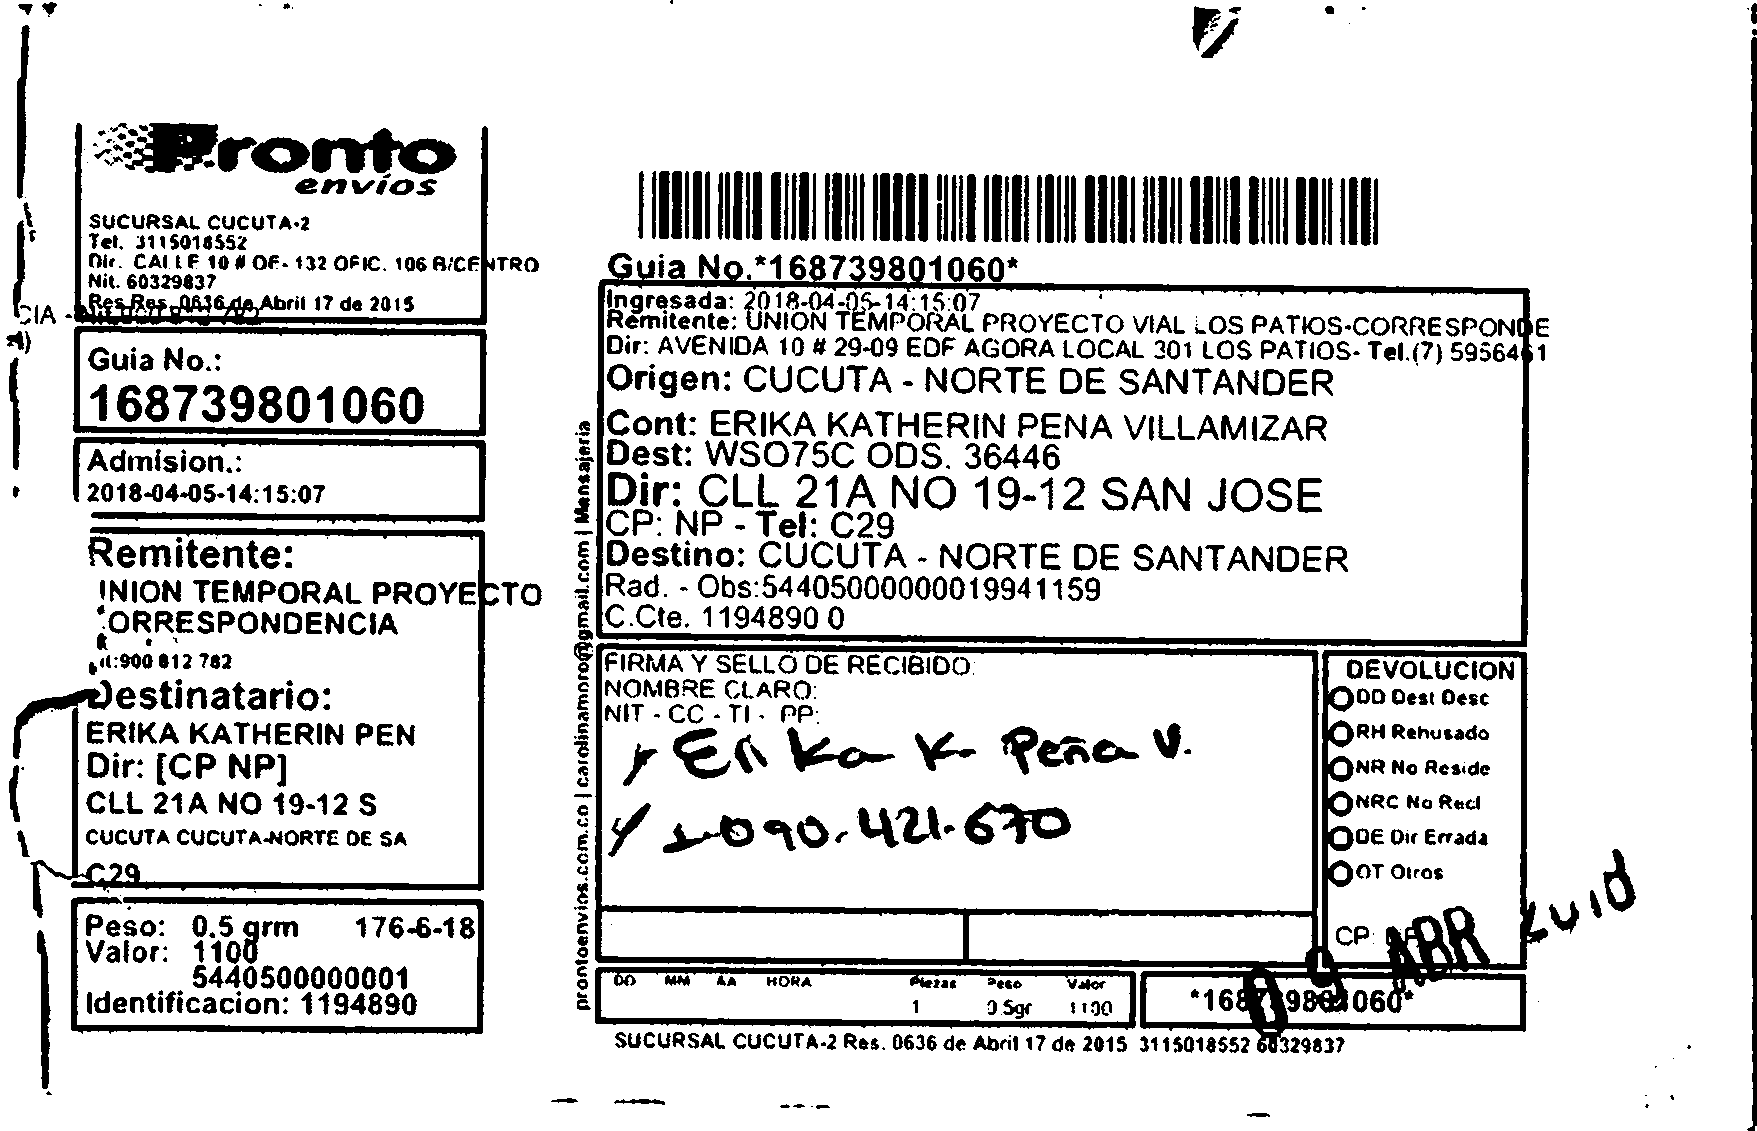 Pronto
envíos
SUCURSAL CUCUTA-2
Tel. 3115018552
Dir. CALLE 10 # OE- 132 OFIC. 106 B/CENTRO
Nit. 60329837
Res Res. 0636 de Abril 17 de 2015
CIA -
Guia No.:
168739801060
Admision.:
2018-04-05-14:15:07
Remitente:
INION TEMPORAL PROYECTO
ORRESPONDENCIA
it:900 812 782
Destinatario:
ERIKA KATHERIN PEN
Dir: [CP NP]
CLL 21A NO 19-12 S
CUCUTA CUCUTA-NORTE DE SA
C29
Peso: 0.5 grm 176-6-18
Valor: 1100
5440500000001
Identificacion: 1194890
prontoenvios.com.co | carolinamoro@gmail.com | Mensajeria
Guia No.*168739801060*
Ingresada: 2018-04-05-14:15:07
Remitente: UNION TEMPORAL PROYECTO VIAL LOS PATIOS-CORRESPONDE
Dir: AVENIDA 10 # 29-09 EDF AGORA LOCAL 301 LOS PATIOS- Tel.(7) 5956461
Origen: CUCUTA - NORTE DE SANTANDER
Cont: ERIKA KATHERIN PENA VILLAMIZAR
Dest: WSO75C ODS. 36446
Dir: CLL 21A NO 19-12 SAN JOSE
CP: NP - Tel: C29
Destino: CUCUTA - NORTE DE SANTANDER
Rad. - Obs:544050000000019941159
C.Cte. 1194890 0
FIRMA Y SELLO DE RECIBIDO:
NOMBRE CLARO:
NIT - CC - TI - PP:
Erika K Peña V.
1.090.421.670
DEVOLUCION
DD Dest Desc
RH Rehusado
NR No Reside
NRC No Recl
DE Dir Errada
OT Otros
CP:
09 ABR 2018
DD MM AA HORA Piezas Peso Valor
1 0.5gr 1100
*168739801060*
SUCURSAL CUCUTA-2 Res. 0636 de Abril 17 de 2015 3115018552 60329837